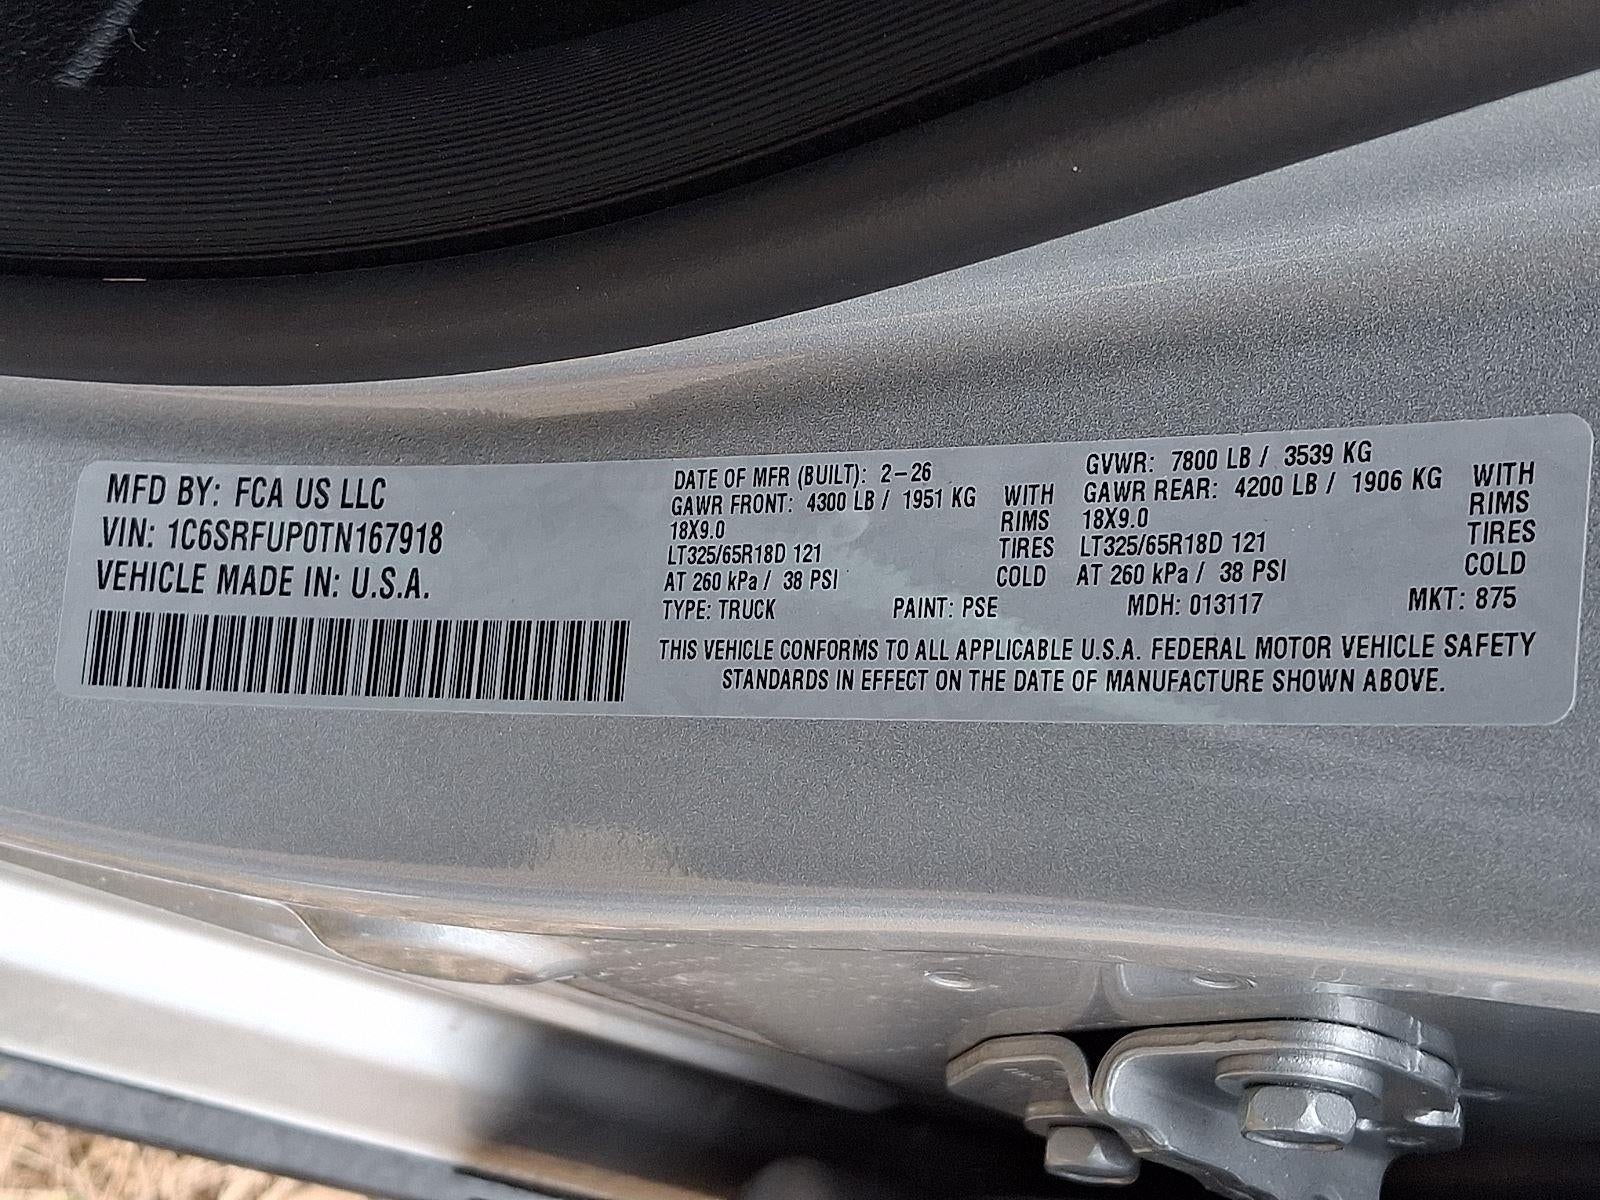 MFD BY: FCA US LLC
VIN: 1C6SRFUP0TN167918
VEHICLE MADE IN: U.S.A.
DATE OF MFR (BUILT): 2-26
GAWR FRONT: 4300 LB / 1951 KG WITH
18X9.0 RIMS
LT325/65R18D 121 TIRES
AT 260 kPa / 38 PSI COLD
GVWR: 7800 LB / 3539 KG
GAWR REAR: 4200 LB / 1906 KG WITH
18X9.0 RIMS
LT325/65R18D 121 TIRES
AT 260 kPa / 38 PSI COLD
TYPE: TRUCK PAINT: PSE MDH: 013117 MKT: 875
THIS VEHICLE CONFORMS TO ALL APPLICABLE U.S.A. FEDERAL MOTOR VEHICLE SAFETY
STANDARDS IN EFFECT ON THE DATE OF MANUFACTURE SHOWN ABOVE.